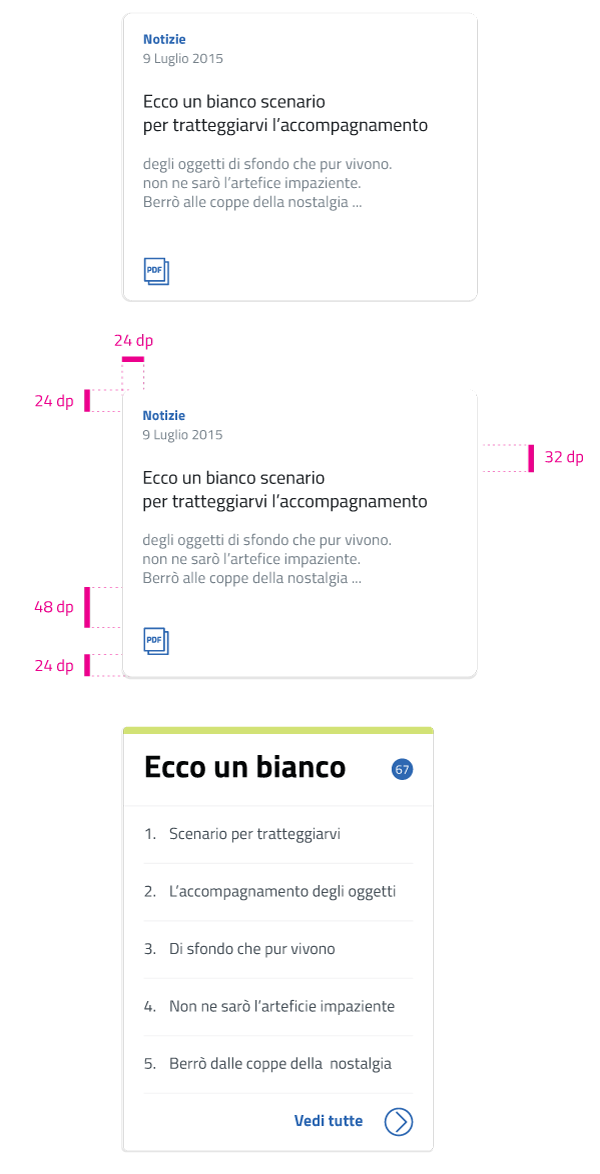 Notizie
9 Luglio 2015
Ecco un bianco scenario
per tratteggiarvi l’accompagnamento
degli oggetti di sfondo che pur vivono.
non ne sarò l’artefice impaziente.
Berrò alle coppe della nostalgia ...
PDF
24 dp
24 dp
Notizie
9 Luglio 2015
32 dp
Ecco un bianco scenario
per tratteggiarvi l’accompagnamento
degli oggetti di sfondo che pur vivono.
non ne sarò l’artefice impaziente.
Berrò alle coppe della nostalgia ...
48 dp
PDF
24 dp
Ecco un bianco
67
1. Scenario per tratteggiarvi
2. L’accompagnamento degli oggetti
3. Di sfondo che pur vivono
4. Non ne sarò l’arteficie impaziente
5. Berrò dalle coppe della nostalgia
Vedi tutte